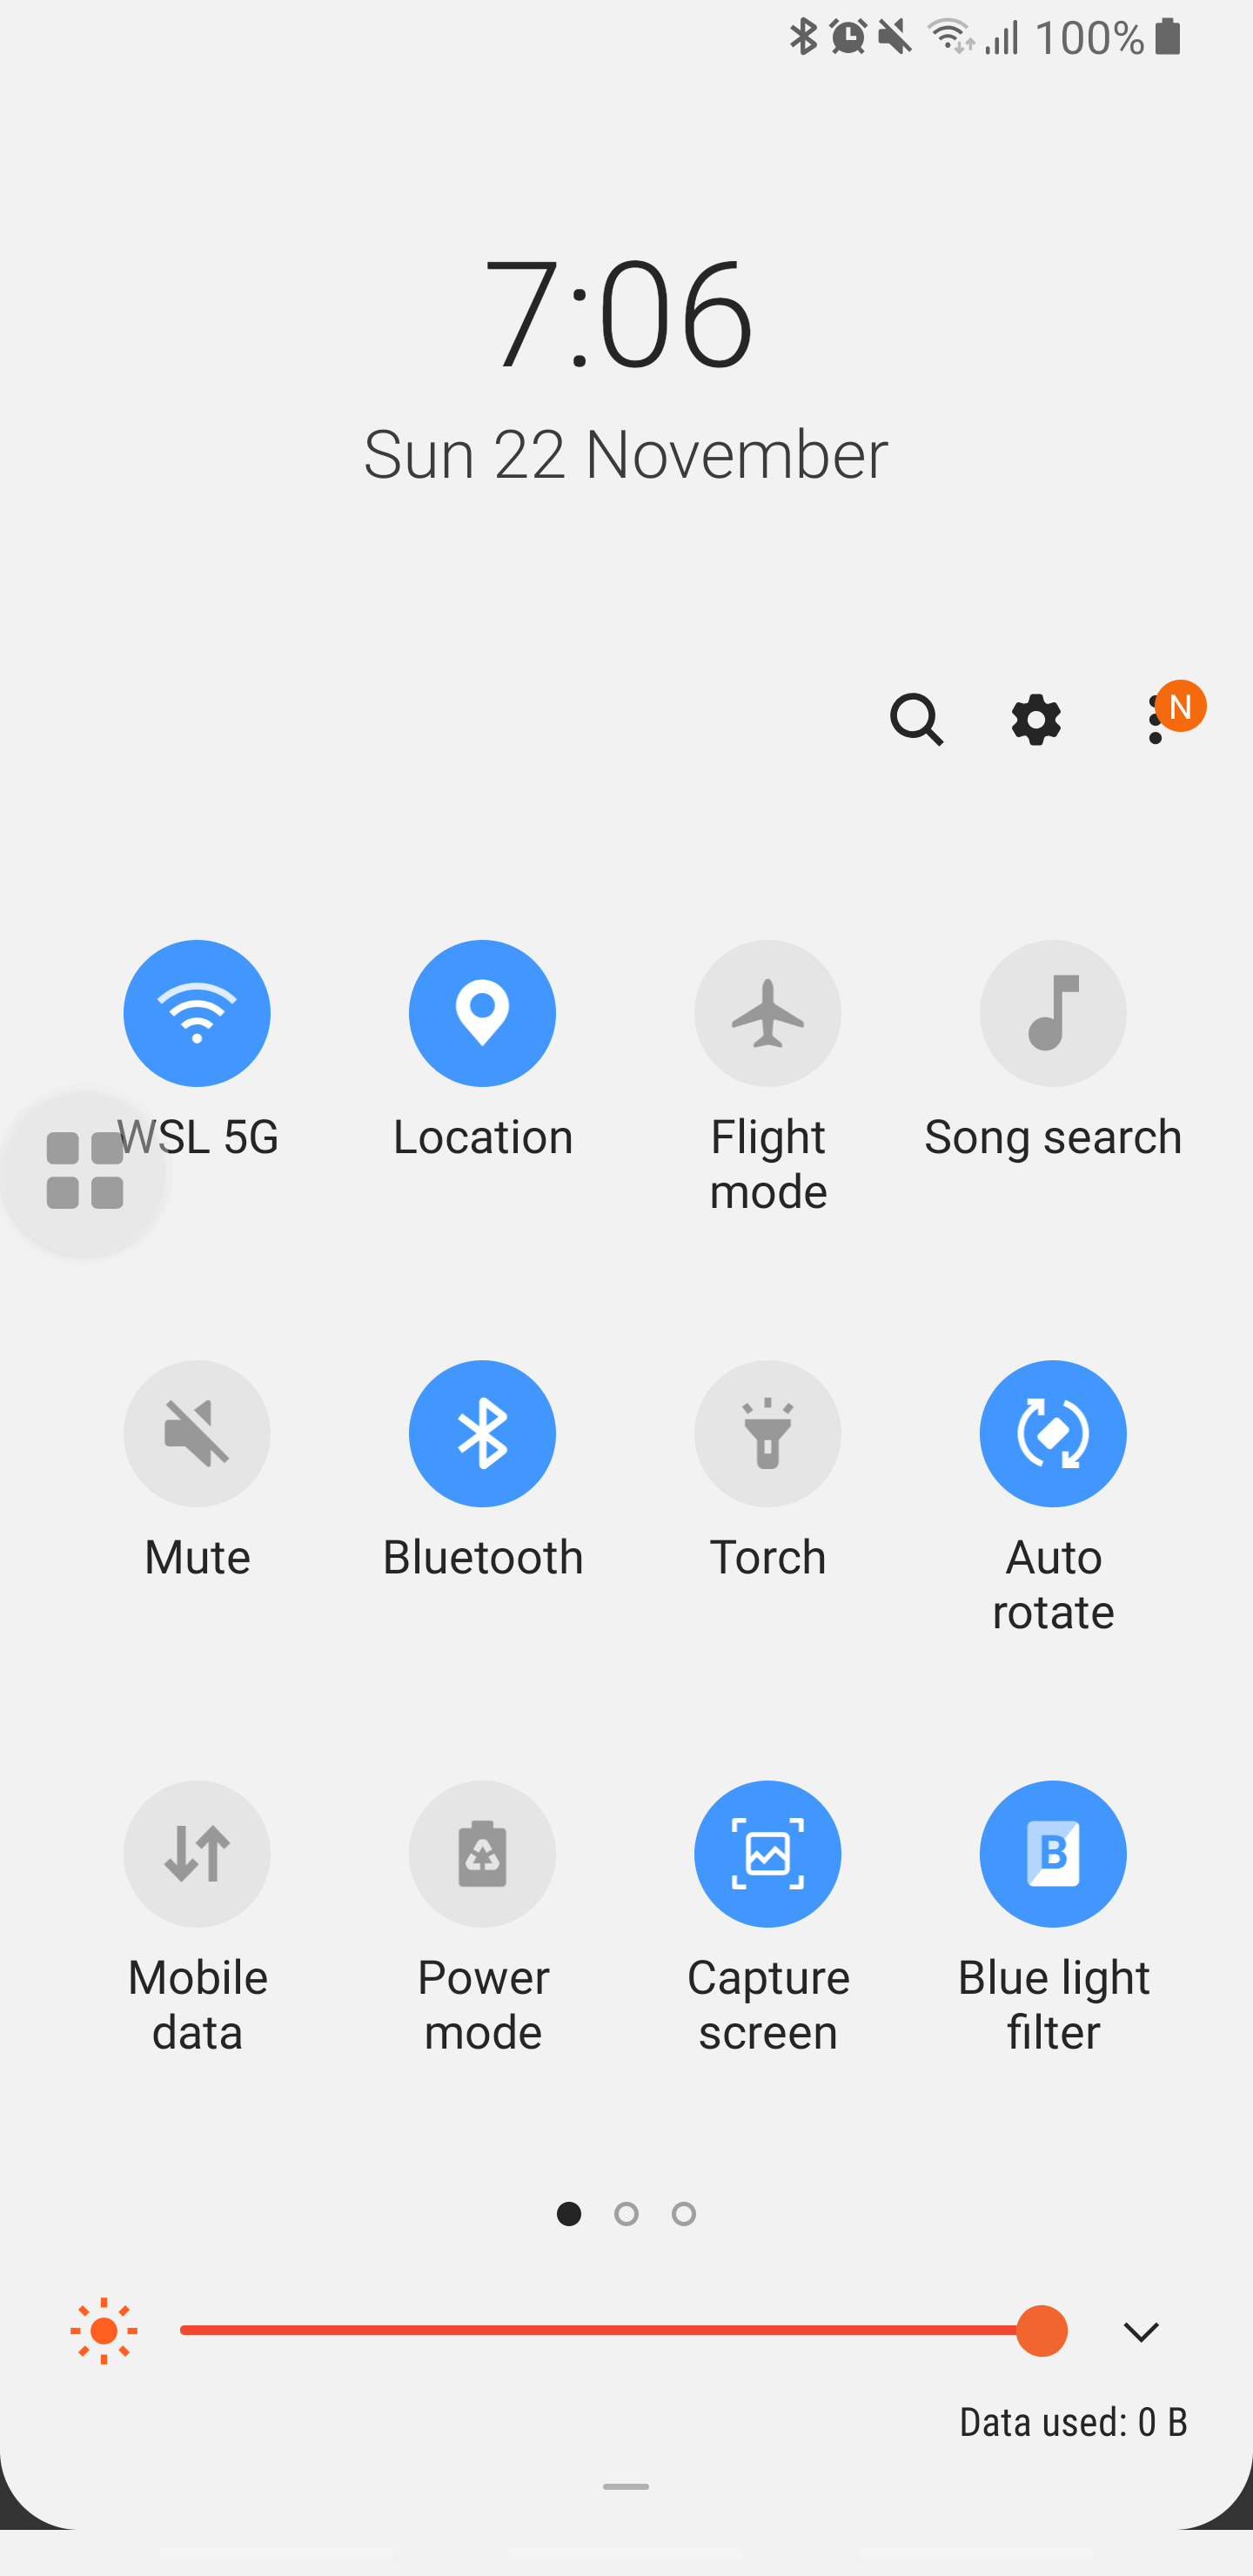 100%
7:06
Sun 22 November
N
WSL 5G
Location
Flight
mode
Song search
Mute
Bluetooth
Torch
Auto
rotate
Mobile
data
Power
mode
Capture
screen
B
Blue light
filter
Data used: 0 B